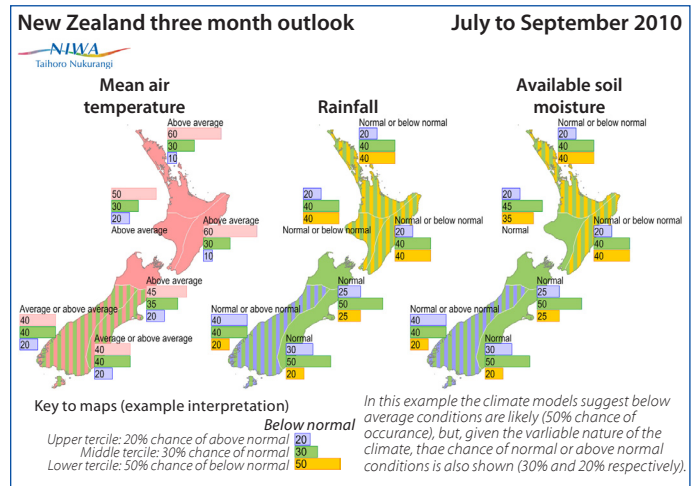 New Zealand three month outlook
July to September 2010
NIWA
Taihoro Nukurangi
Mean air
temperature
Above average
60
30
10
50
30
20
Above average
Above average
60
30
10
Above average
45
35
20
Average or above average
40
40
20
Average or above average
40
40
20
Rainfall
Normal or below normal
20
40
40
20
40
40
Normal or below normal
Normal or below normal
20
40
40
Normal
25
50
25
Normal or above normal
40
40
20
Normal
30
50
20
Available soil
moisture
Normal or below normal
20
40
40
20
45
35
Normal
Normal or below normal
20
40
40
Normal
25
50
25
Normal or above normal
40
40
20
Normal
30
50
20
Key to maps (example interpretation)
Below normal
Upper tercile: 20% chance of above normal 20
Middle tercile: 30% chance of normal 30
Lower tercile: 50% chance of below normal 50
In this example the climate models suggest below
average conditions are likely (50% chance of
occurance), but, given the varliable nature of the
climate, thae chance of normal or above normal
conditions is also shown (30% and 20% respectively).